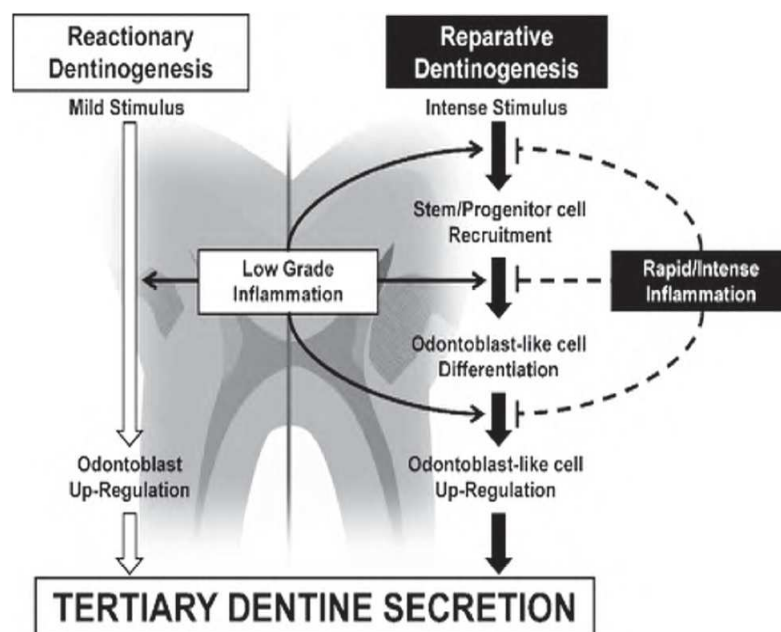 Reactionary
Dentinogenesis
Mild Stimulus
Reparative
Dentinogenesis
Intense Stimulus
Stem/Progenitor cell
Recruitment
Low Grade
Inflammation
Rapid/Intense
Inflammation
Odontoblast-like cell
Differentiation
Odontoblast
Up-Regulation
Odontoblast-like cell
Up-Regulation
TERTIARY DENTINE SECRETION